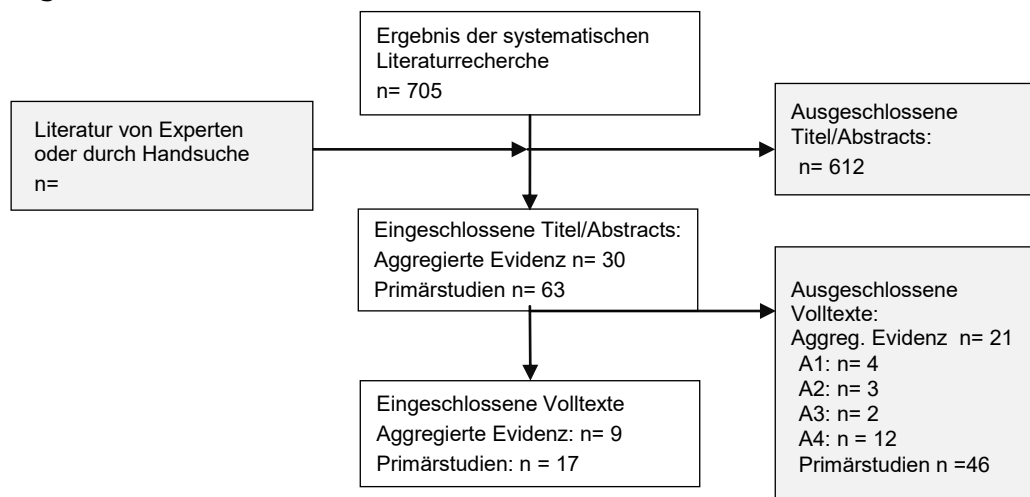 Ergebnis der systematischen
Literaturrecherche
n= 705
Literatur von Experten
oder durch Handsuche
n=
Ausgeschlossene
Titel/Abstracts:
n= 612
Eingeschlossene Titel/Abstracts:
Aggregierte Evidenz n= 30
Primärstudien n= 63
Ausgeschlossene
Volltexte:
Aggreg. Evidenz n= 21
A1: n= 4
A2: n= 3
A3: n= 2
A4: n = 12
Primärstudien n =46
Eingeschlossene Volltexte
Aggregierte Evidenz: n= 9
Primärstudien: n = 17